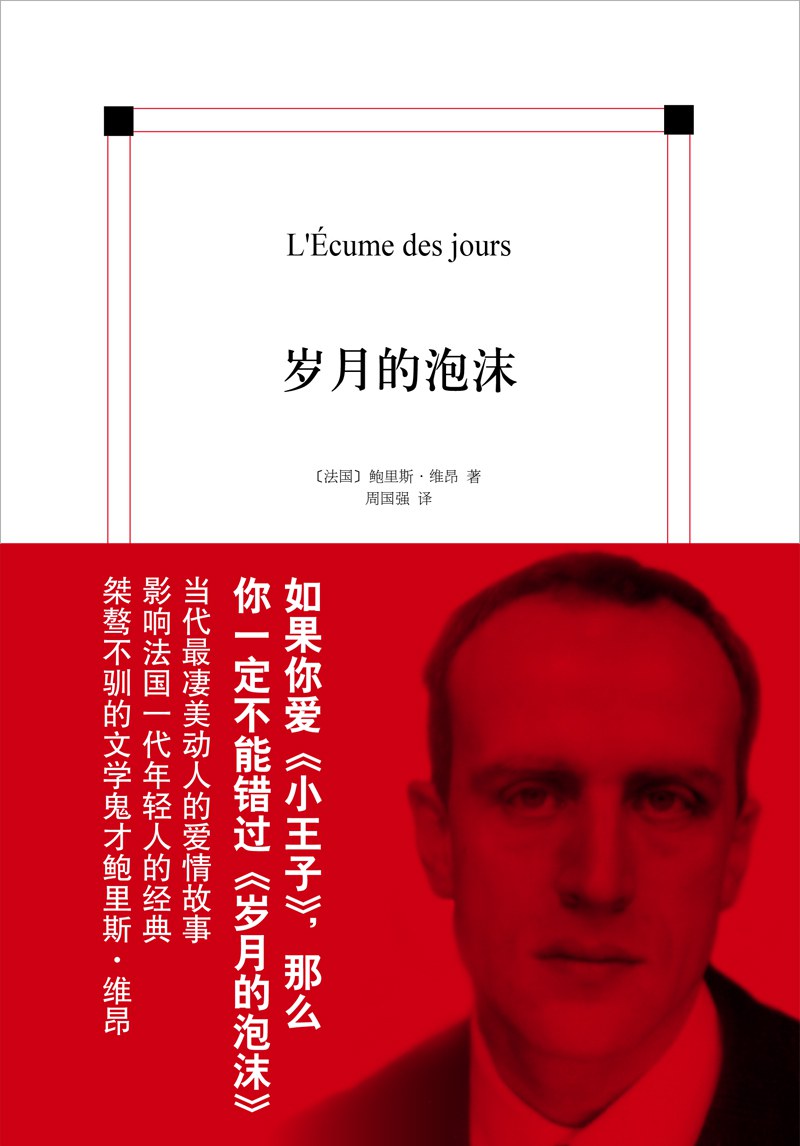 L'Écume des jours
岁月的泡沫
〔法国〕鲍里斯·维昂 著
周国强 译
如果你爱《小王子》，那么
你一定不能错过《岁月的泡沫》
当代最凄美动人的爱情故事
影响法国一代年轻人的经典
桀骜不驯的文学鬼才鲍里斯·维昂